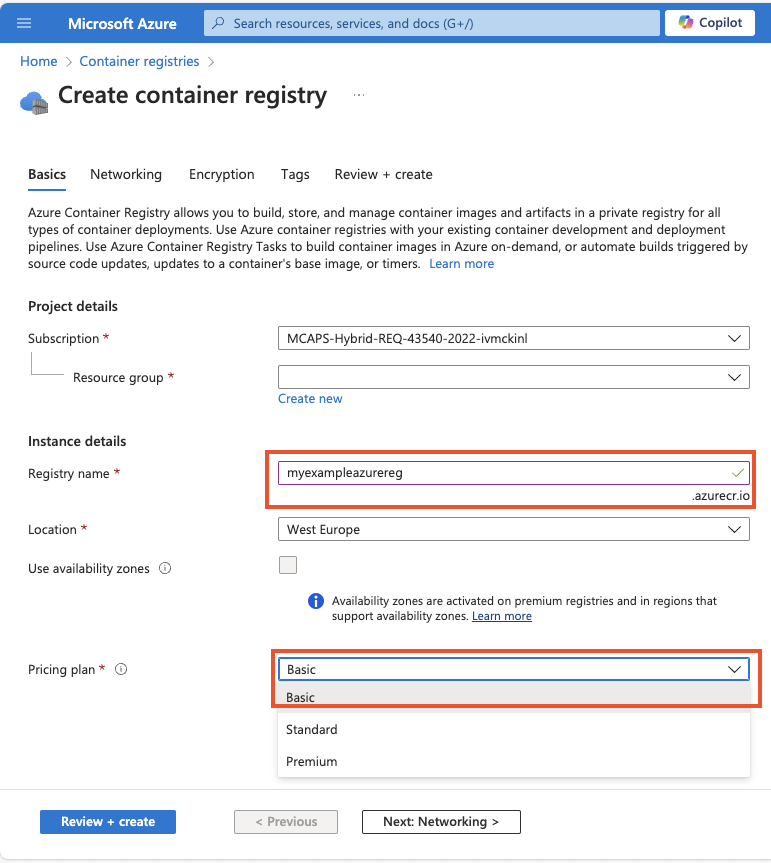 Microsoft Azure
Search resources, services, and docs (G+/)
Copilot
Home > Container registries >
Create container registry ...
Basics Networking Encryption Tags Review + create
Azure Container Registry allows you to build, store, and manage container images and artifacts in a private registry for all
types of container deployments. Use Azure container registries with your existing container development and deployment
pipelines. Use Azure Container Registry Tasks to build container images in Azure on-demand, or automate builds triggered by
source code updates, updates to a container's base image, or timers. Learn more
Project details
Subscription * MCAPS-Hybrid-REQ-43540-2022-ivmckinl
Resource group *
Create new
Instance details
Registry name * myexampleazurereg
.azurecr.io
Location * West Europe
Use availability zones
Availability zones are activated on premium registries and in regions that
support availability zones. Learn more
Pricing plan * Basic
Basic
Standard
Premium
Review + create < Previous Next: Networking >